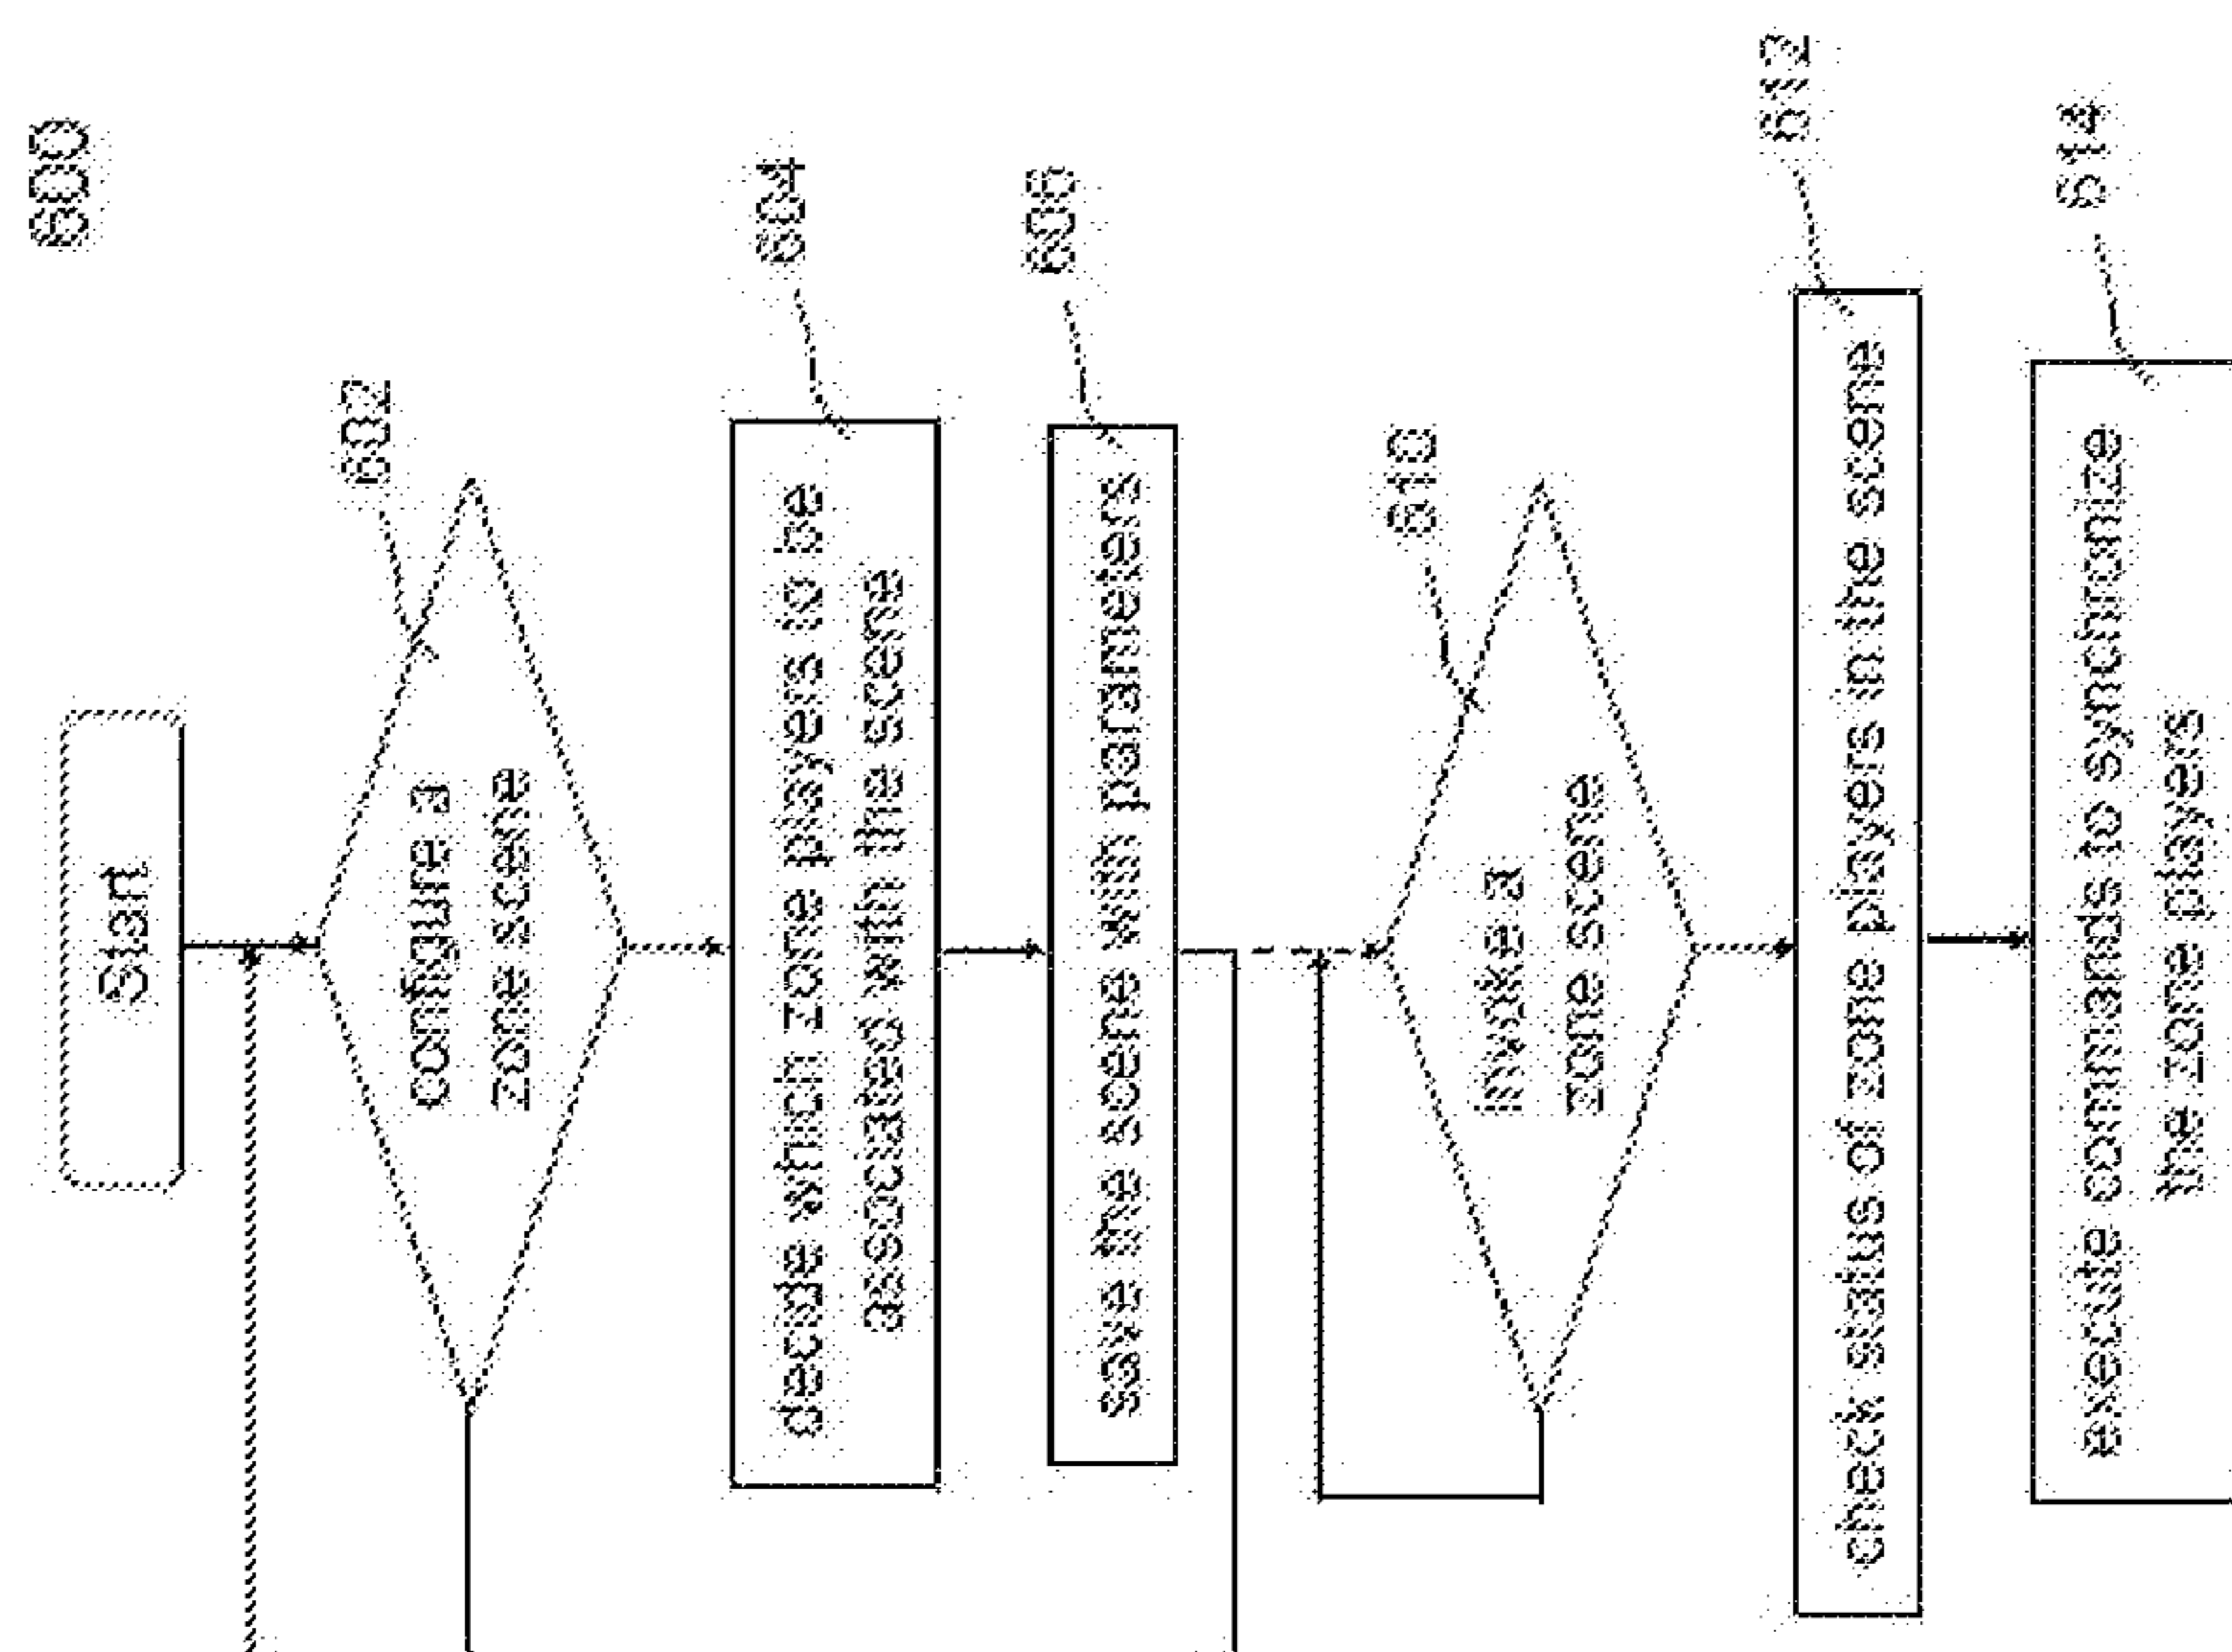 600
Start
602
configure a
zone scene
604
decide which zone players to be
associated with the scene
606
save the scene with parameters
610
invoke a
zone scene
612
check status of zone players in the scene
614
execute commands to synchronize
the zone players